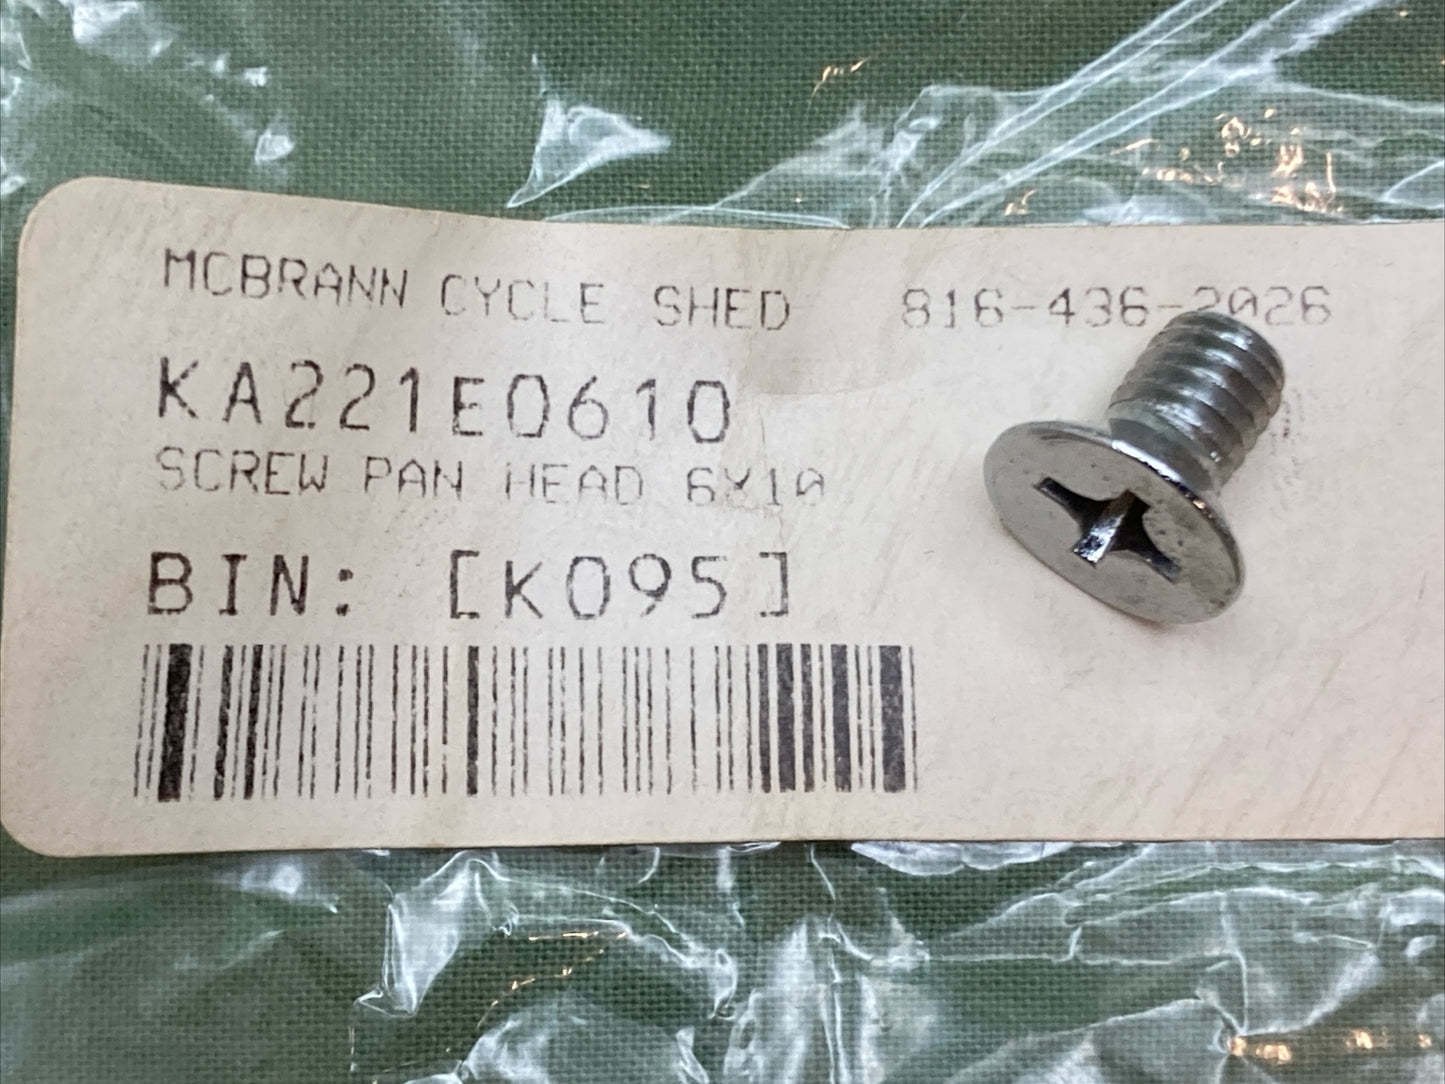 MCBRANN CYCLE SHED 816-436-2026
KA221E0610
SCREW PAN HEAD 6X10
BIN: [K095]